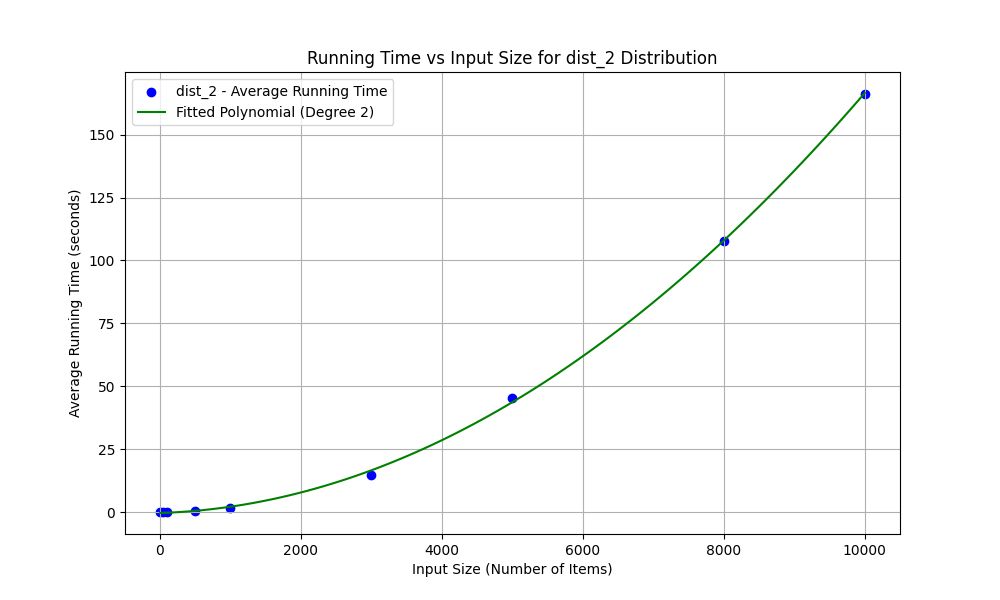 Running Time vs Input Size for dist_2 Distribution
dist_2 - Average Running Time
Fitted Polynomial (Degree 2)
Average Running Time (seconds)
150
125
100
75
50
25
0
0 2000 4000 6000 8000 10000
Input Size (Number of Items)